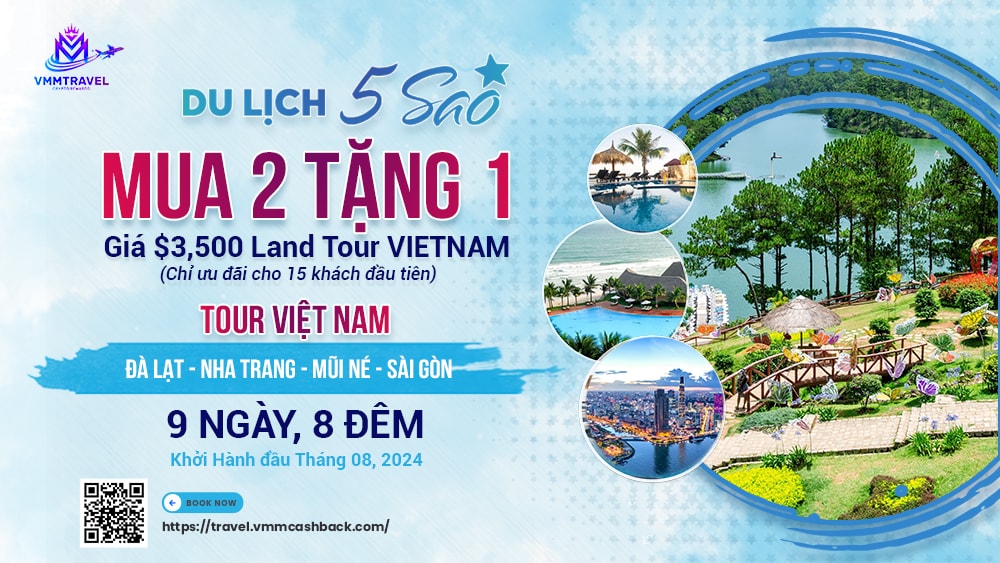 VMMTRAVEL
CRYPTO REWARDS
DU LỊCH 5 Sao
MUA 2 TẶNG 1
Giá $3,500 Land Tour VIETNAM
(Chỉ ưu đãi cho 15 khách đầu tiên)
TOUR VIỆT NAM
ĐÀ LẠT - NHA TRANG - MŨI NÉ - SÀI GÒN
9 NGÀY, 8 ĐÊM
Khởi Hành đầu Tháng 08, 2024
BOOK NOW
https://travel.vmmcashback.com/